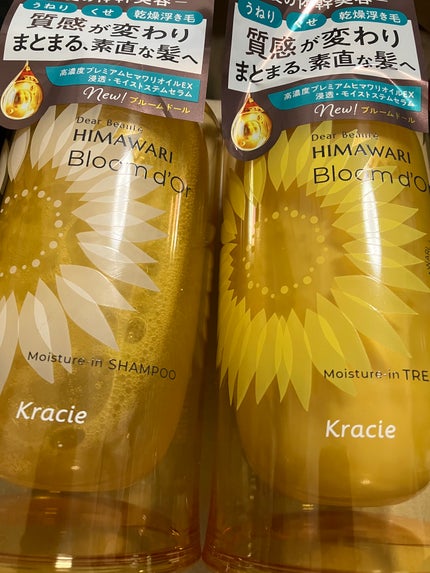 美容
うねり くせ 乾燥浮き毛
質感が変わり
まとまる、素直な髪へ
高濃度プレミアムヒマワリオイルEX
浸透・モイストステムセラム
New! ブルームドール
Dear Beauté
HIMAWARI
Bloom d'Or
Moisture-in SHAMPOO
Kracie
うねり くせ 乾燥浮き毛
質感が変わり
まとまる、素直な髪へ
高濃度プレミアムヒマワリオイルEX
浸透・モイストステムセラム
New! ブルームドール
Dear Beauté
HIMAWARI
Bloom d'O
Moisture-in TRE
Kracie